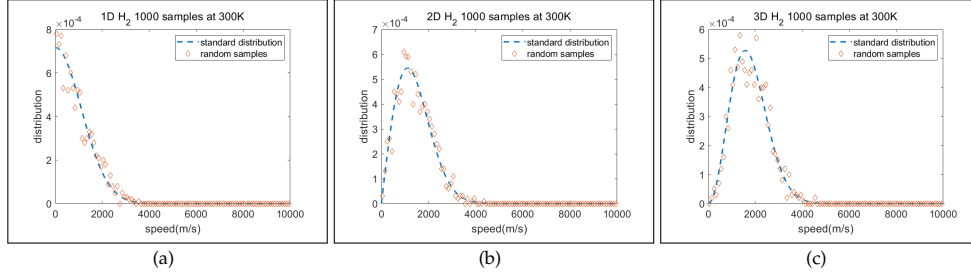 1D H2 1000 samples at 300K
×10-4
8
6
4
2
0
distribution
0 2000 4000 6000 8000 10000
speed(m/s)
standard distribution
random samples
(a)
2D H2 1000 samples at 300K
×10-4
7
6
5
4
3
2
1
0
distribution
0 2000 4000 6000 8000 10000
speed(m/s)
standard distribution
random samples
(b)
3D H2 1000 samples at 300K
×10-4
6
5
4
3
2
1
0
distribution
0 2000 4000 6000 8000 10000
speed(m/s)
standard distribution
random samples
(c)